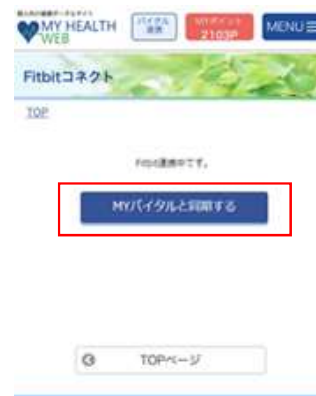 MY HEALTH WEB
バイタル連携
MYポイント 2103P
MENU
Fitbitコネクト
TOP
Fitbit連携中です。
MYバイタルと同期する
TOPページ